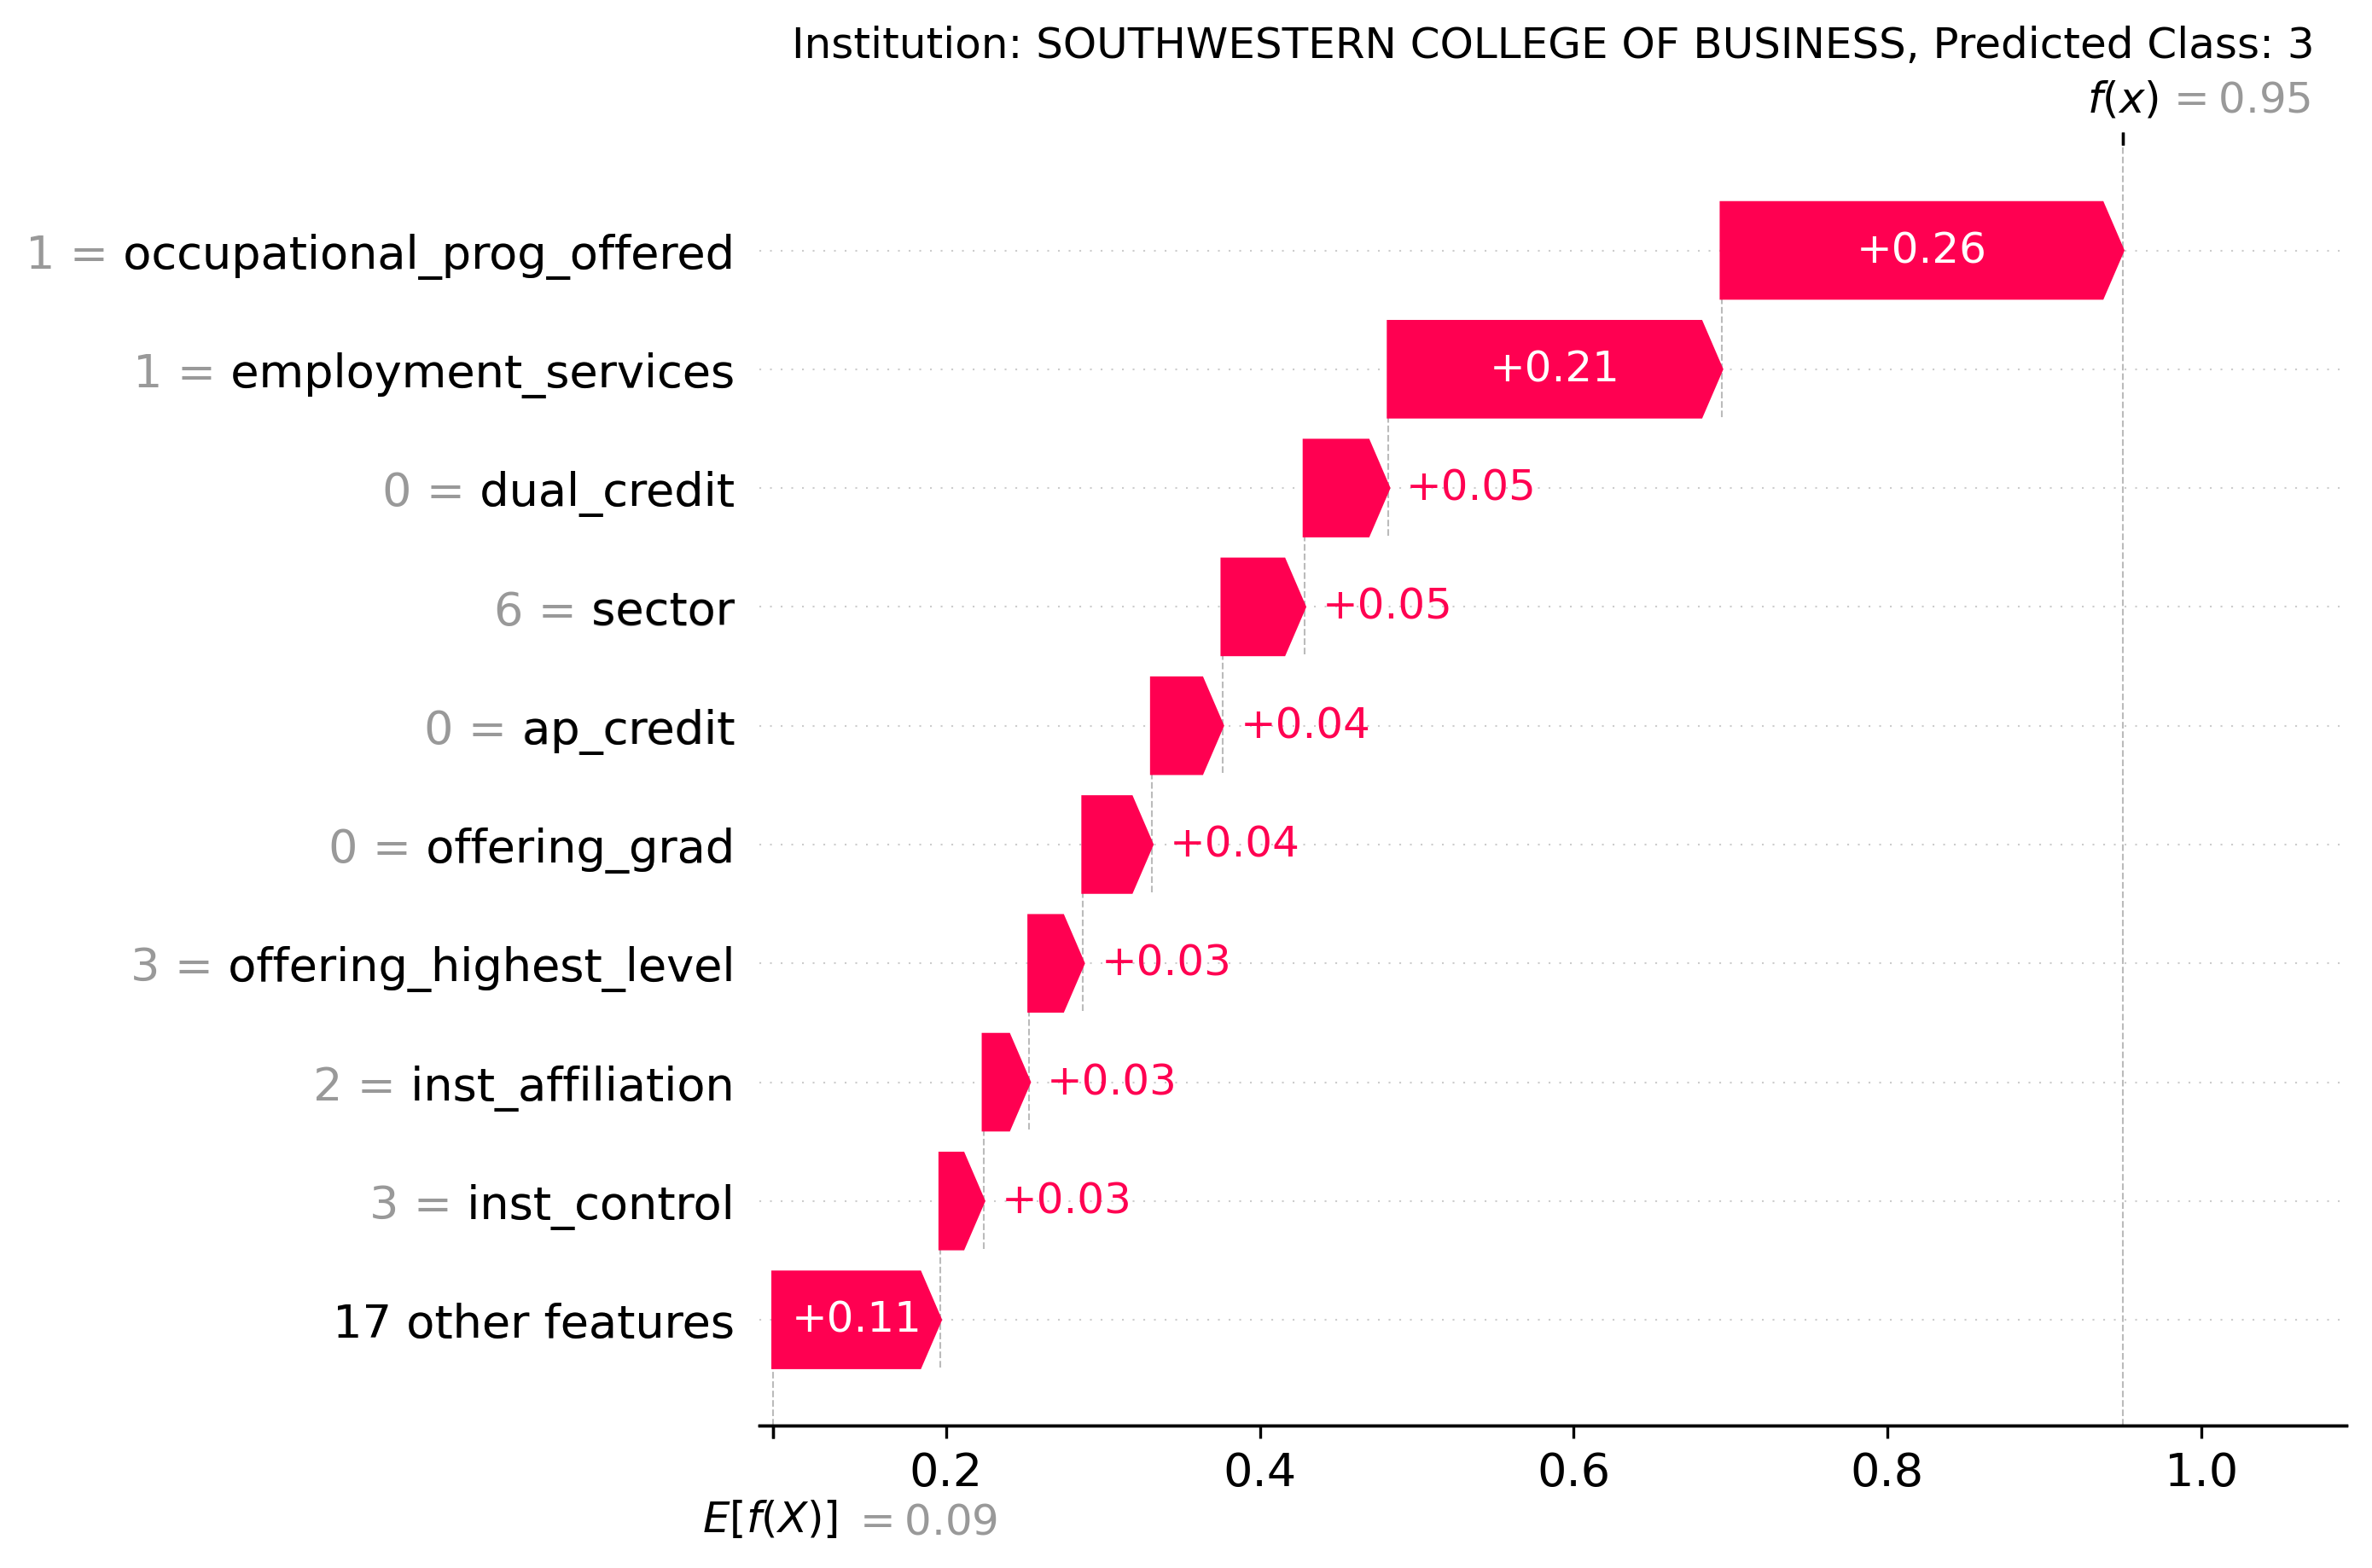 Institution: SOUTHWESTERN COLLEGE OF BUSINESS, Predicted Class: 3
f(x) = 0.95
1 = occupational_prog_offered +0.26
1 = employment_services +0.21
0 = dual_credit +0.05
6 = sector +0.05
0 = ap_credit +0.04
0 = offering_grad +0.04
3 = offering_highest_level +0.03
2 = inst_affiliation +0.03
3 = inst_control +0.03
17 other features +0.11
0.2 0.4 0.6 0.8 1.0
E[f(X)] = 0.09